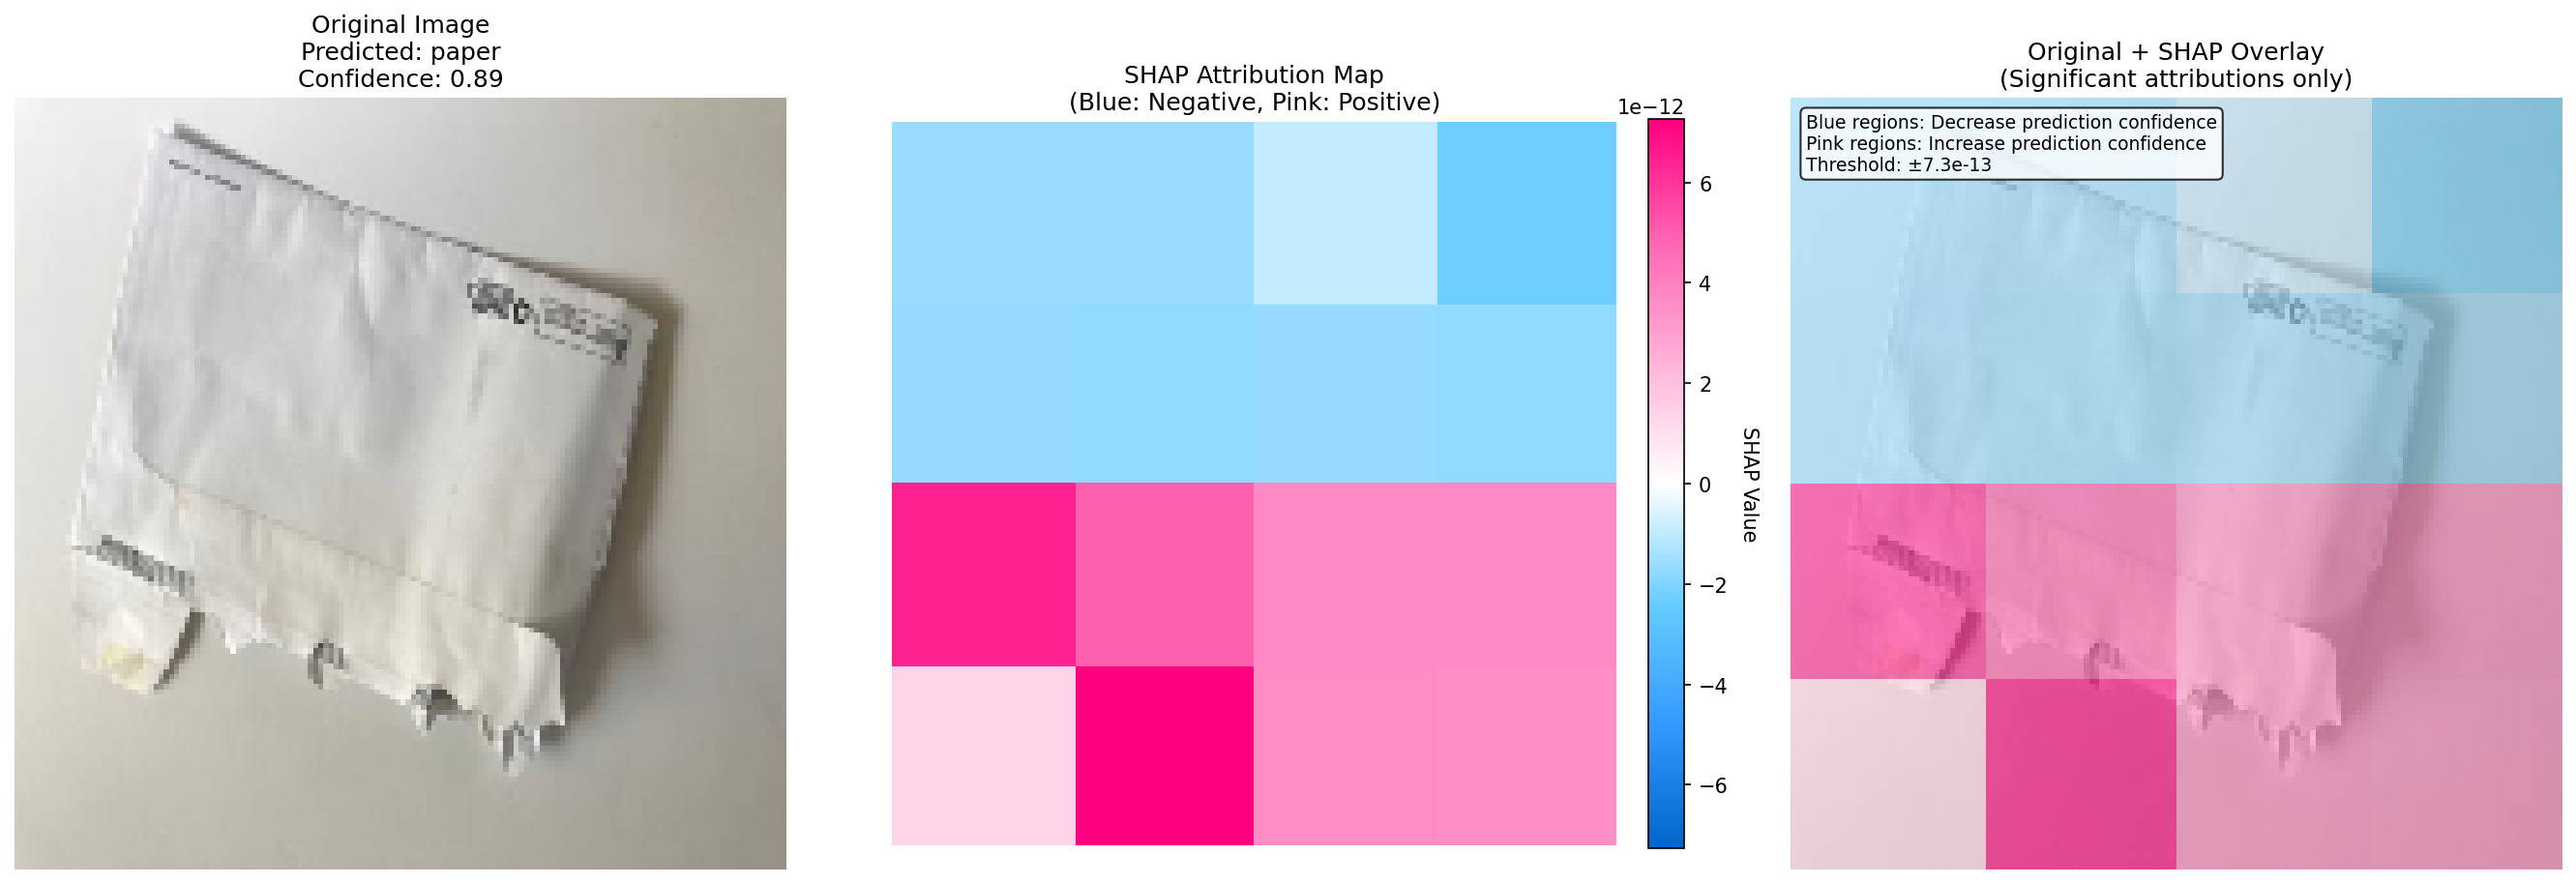 Original Image
Predicted: paper
Confidence: 0.89
SHAP Attribution Map
(Blue: Negative, Pink: Positive)
1e−12
6
4
2
0
−2
−4
−6
SHAP Value
Original + SHAP Overlay
(Significant attributions only)
Blue regions: Decrease prediction confidence
Pink regions: Increase prediction confidence
Threshold: ±7.3e-13